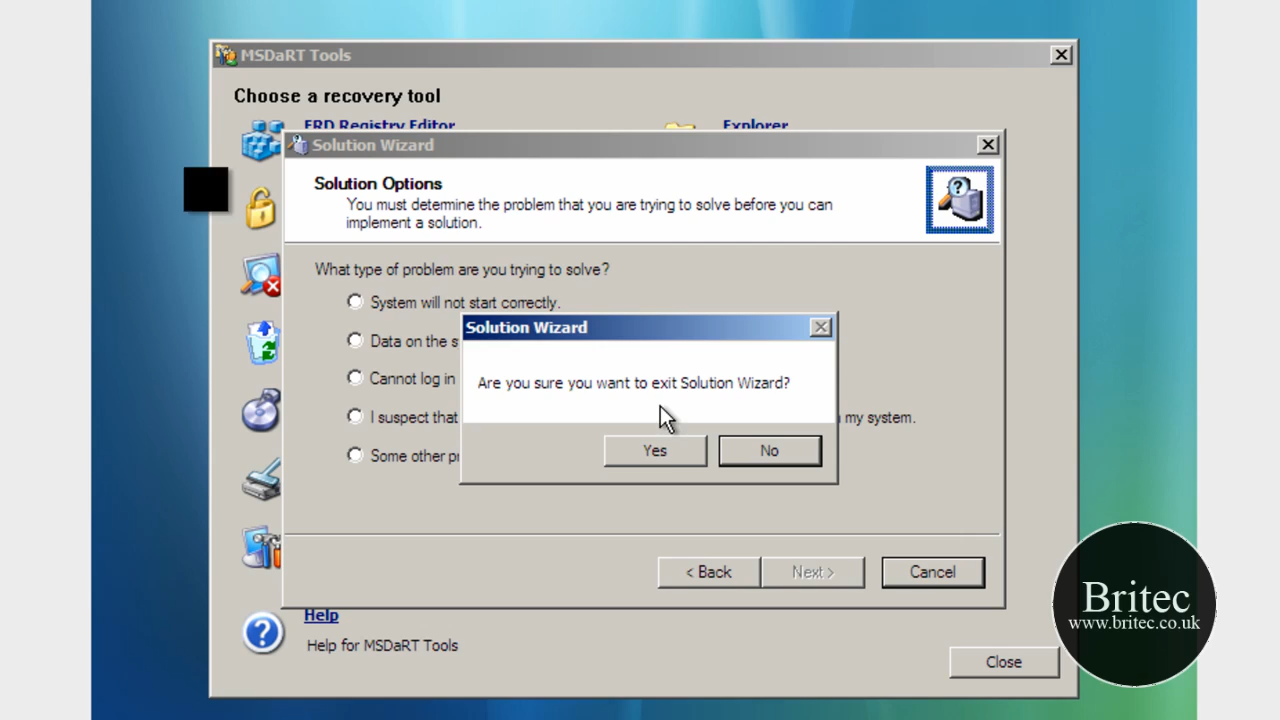 MSDaRT Tools
Choose a recovery tool
ERD Registry Editor
Explorer
Solution Wizard
Solution Options
You must determine the problem that you are trying to solve before you can
implement a solution.
What type of problem are you trying to solve?
System will not start correctly.
Data on the s
Cannot log in
I suspect that
my system.
Some other pr
Solution Wizard
Are you sure you want to exit Solution Wizard?
Yes
No
< Back
Next >
Cancel
Help
Help for MSDaRT Tools
Close
Britec
www.britec.co.uk